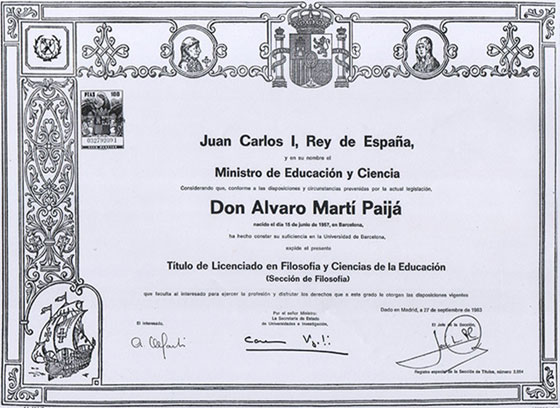 PTAS 100
Juan Carlos I, Rey de España,
y en su nombre el
Ministro de Educación y Ciencia
Considerando que, conforme a las disposiciones y circunstancias prevenidas por la actual legislación,
Don Alvaro Martí Paijá
nacido el día 15 de junio de 1957, en Barcelona,
ha hecho constar su suficiencia en la Universidad de Barcelona,
expide el presente
Título de Licenciado en Filosofía y Ciencias de la Educación
(Sección de Filosofía)
que faculta al interesado para ejercer la profesión y disfrutar los derechos que a este grado le otorgan las disposiciones vigentes
Dado en Madrid, a 27 de septiembre de 1983
El interesado,
Por el señor Ministro:
La Secretaria de Estado
de Universidades e Investigación,
El Jefe de la Sección,
Registro especial de la Sección de Títulos, número 3.554